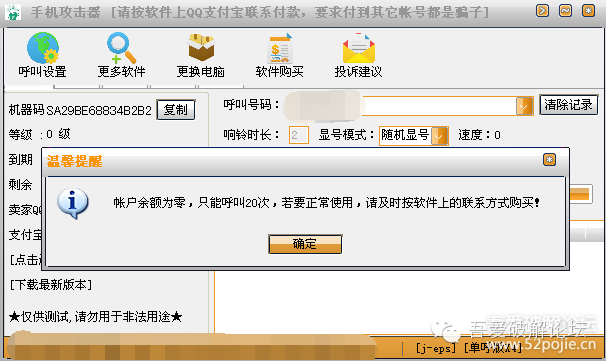 手机攻击器 [请按软件上QQ支付宝联系付款，要求付到其它帐号都是骗子]
呼叫设置 更多软件 更换电脑 软件购买 投诉建议
机器码 SA29BE68834B2B2 复制 呼叫号码： 清除记录
等级 ：0 级 响铃时长： 2 显号模式： 随机显号 速度：0
到期
温馨提醒
剩余
帐户余额为零，只能呼叫20次，若要正常使用，请及时按软件上的联系方式购买！
卖家QQ
支付宝
确定
[点击
[下载最新版本]
★仅供测试,请勿用于非法用途★
吾爱破解论坛
[j-eps] [单号版X4]
www.52pojie.cn